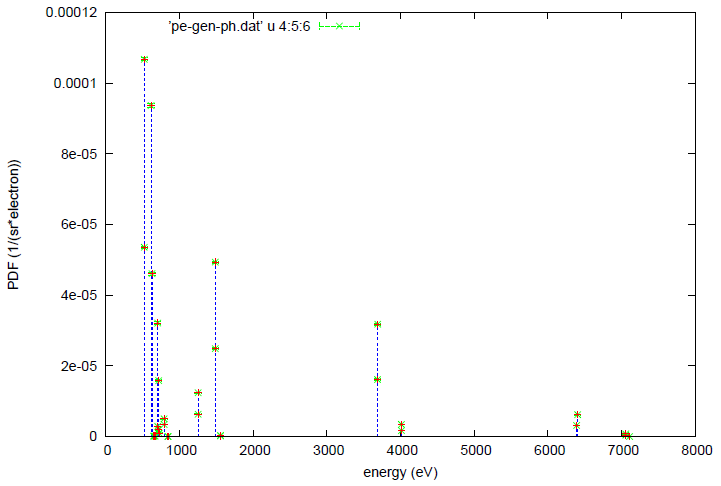 0.00012
'pe-gen-ph.dat' u 4:5:6
0.0001
8e-05
6e-05
4e-05
2e-05
0
PDF (1/(sr*electron))
0 1000 2000 3000 4000 5000 6000 7000 8000
energy (eV)